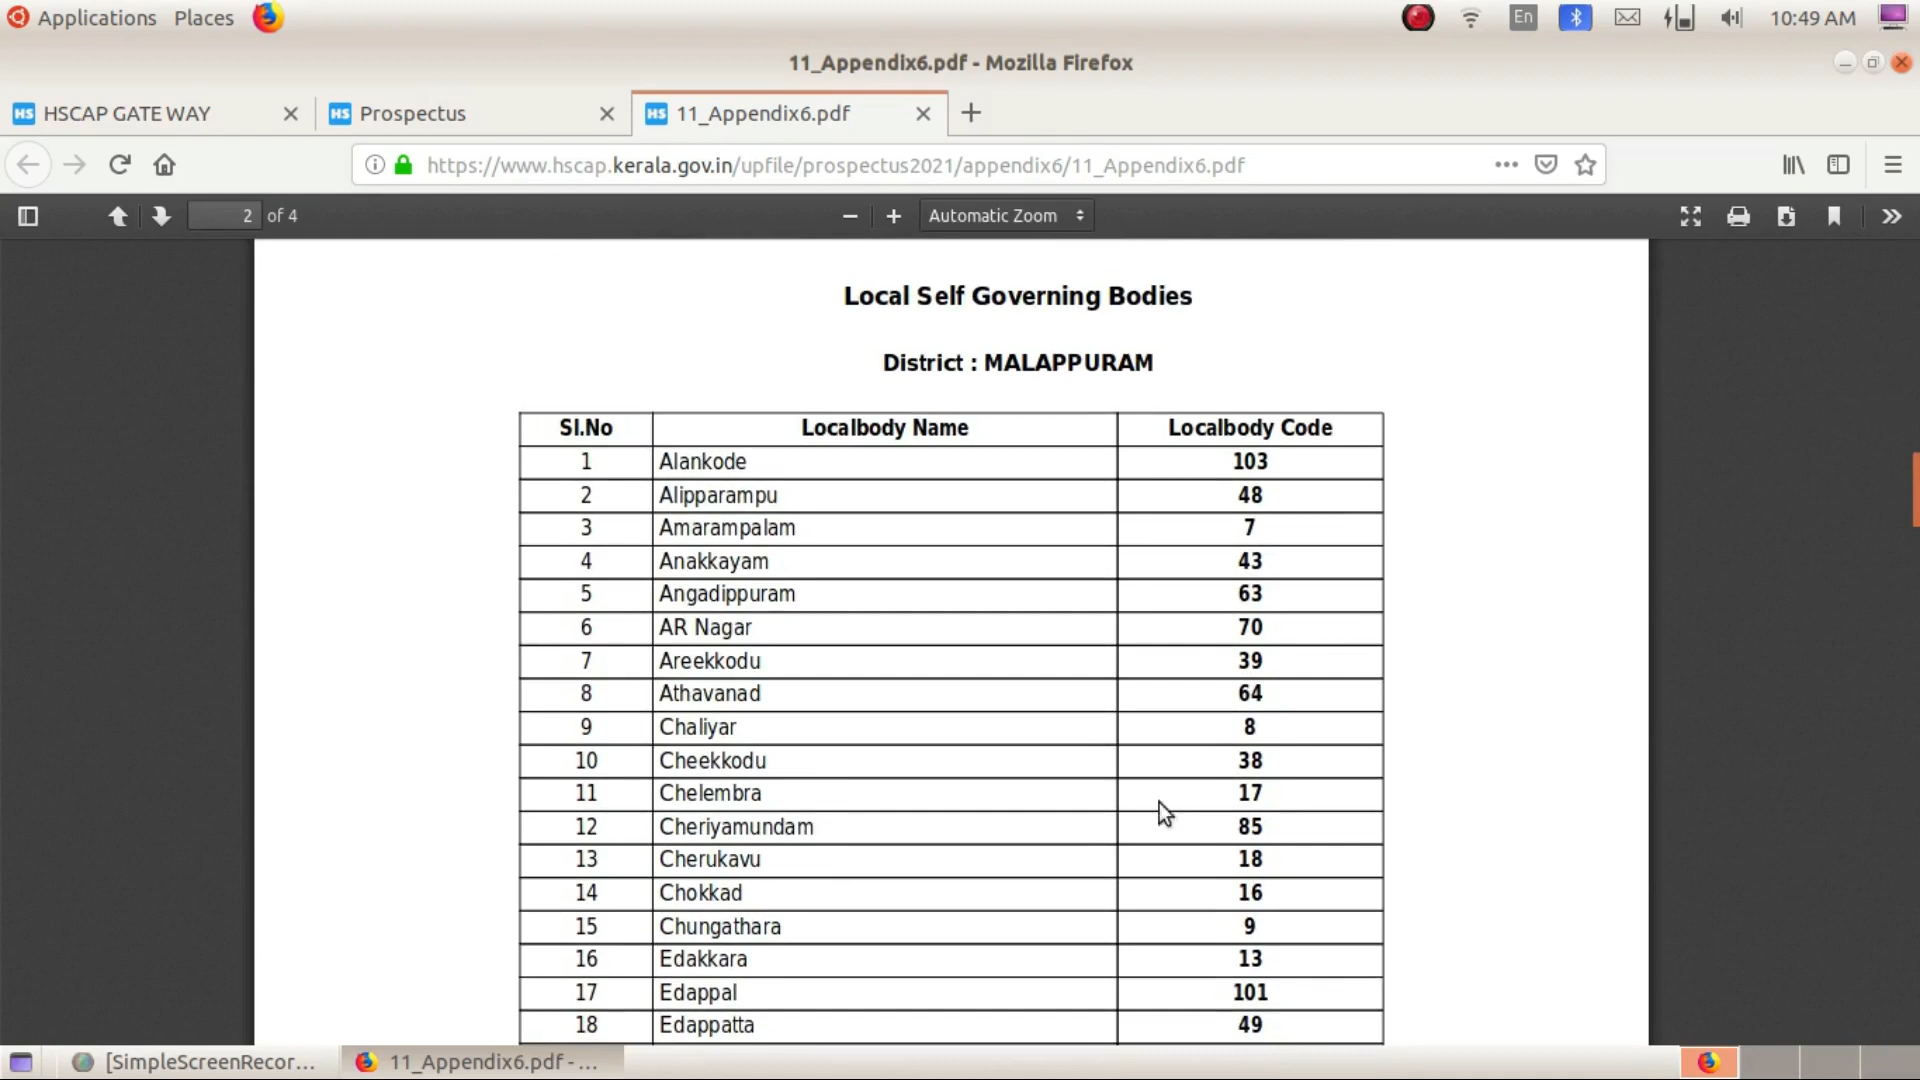 Applications Places En 10:49 AM
11_Appendix6.pdf - Mozilla Firefox
HS HSCAP GATE WAY HS Prospectus HS 11_Appendix6.pdf
https://www.hscap.kerala.gov.in/upfile/prospectus2021/appendix6/11_Appendix6.pdf
2 of 4 Automatic Zoom
Local Self Governing Bodies
District : MALAPPURAM
Sl.No Localbody Name Localbody Code
1 Alankode 103
2 Alipparampu 48
3 Amarampalam 7
4 Anakkayam 43
5 Angadippuram 63
6 AR Nagar 70
7 Areekkodu 39
8 Athavanad 64
9 Chaliyar 8
10 Cheekkodu 38
11 Chelembra 17
12 Cheriyamundam 85
13 Cherukavu 18
14 Chokkad 16
15 Chungathara 9
16 Edakkara 13
17 Edappal 101
18 Edappatta 49
[SimpleScreenRecor... 11_Appendix6.pdf - ...